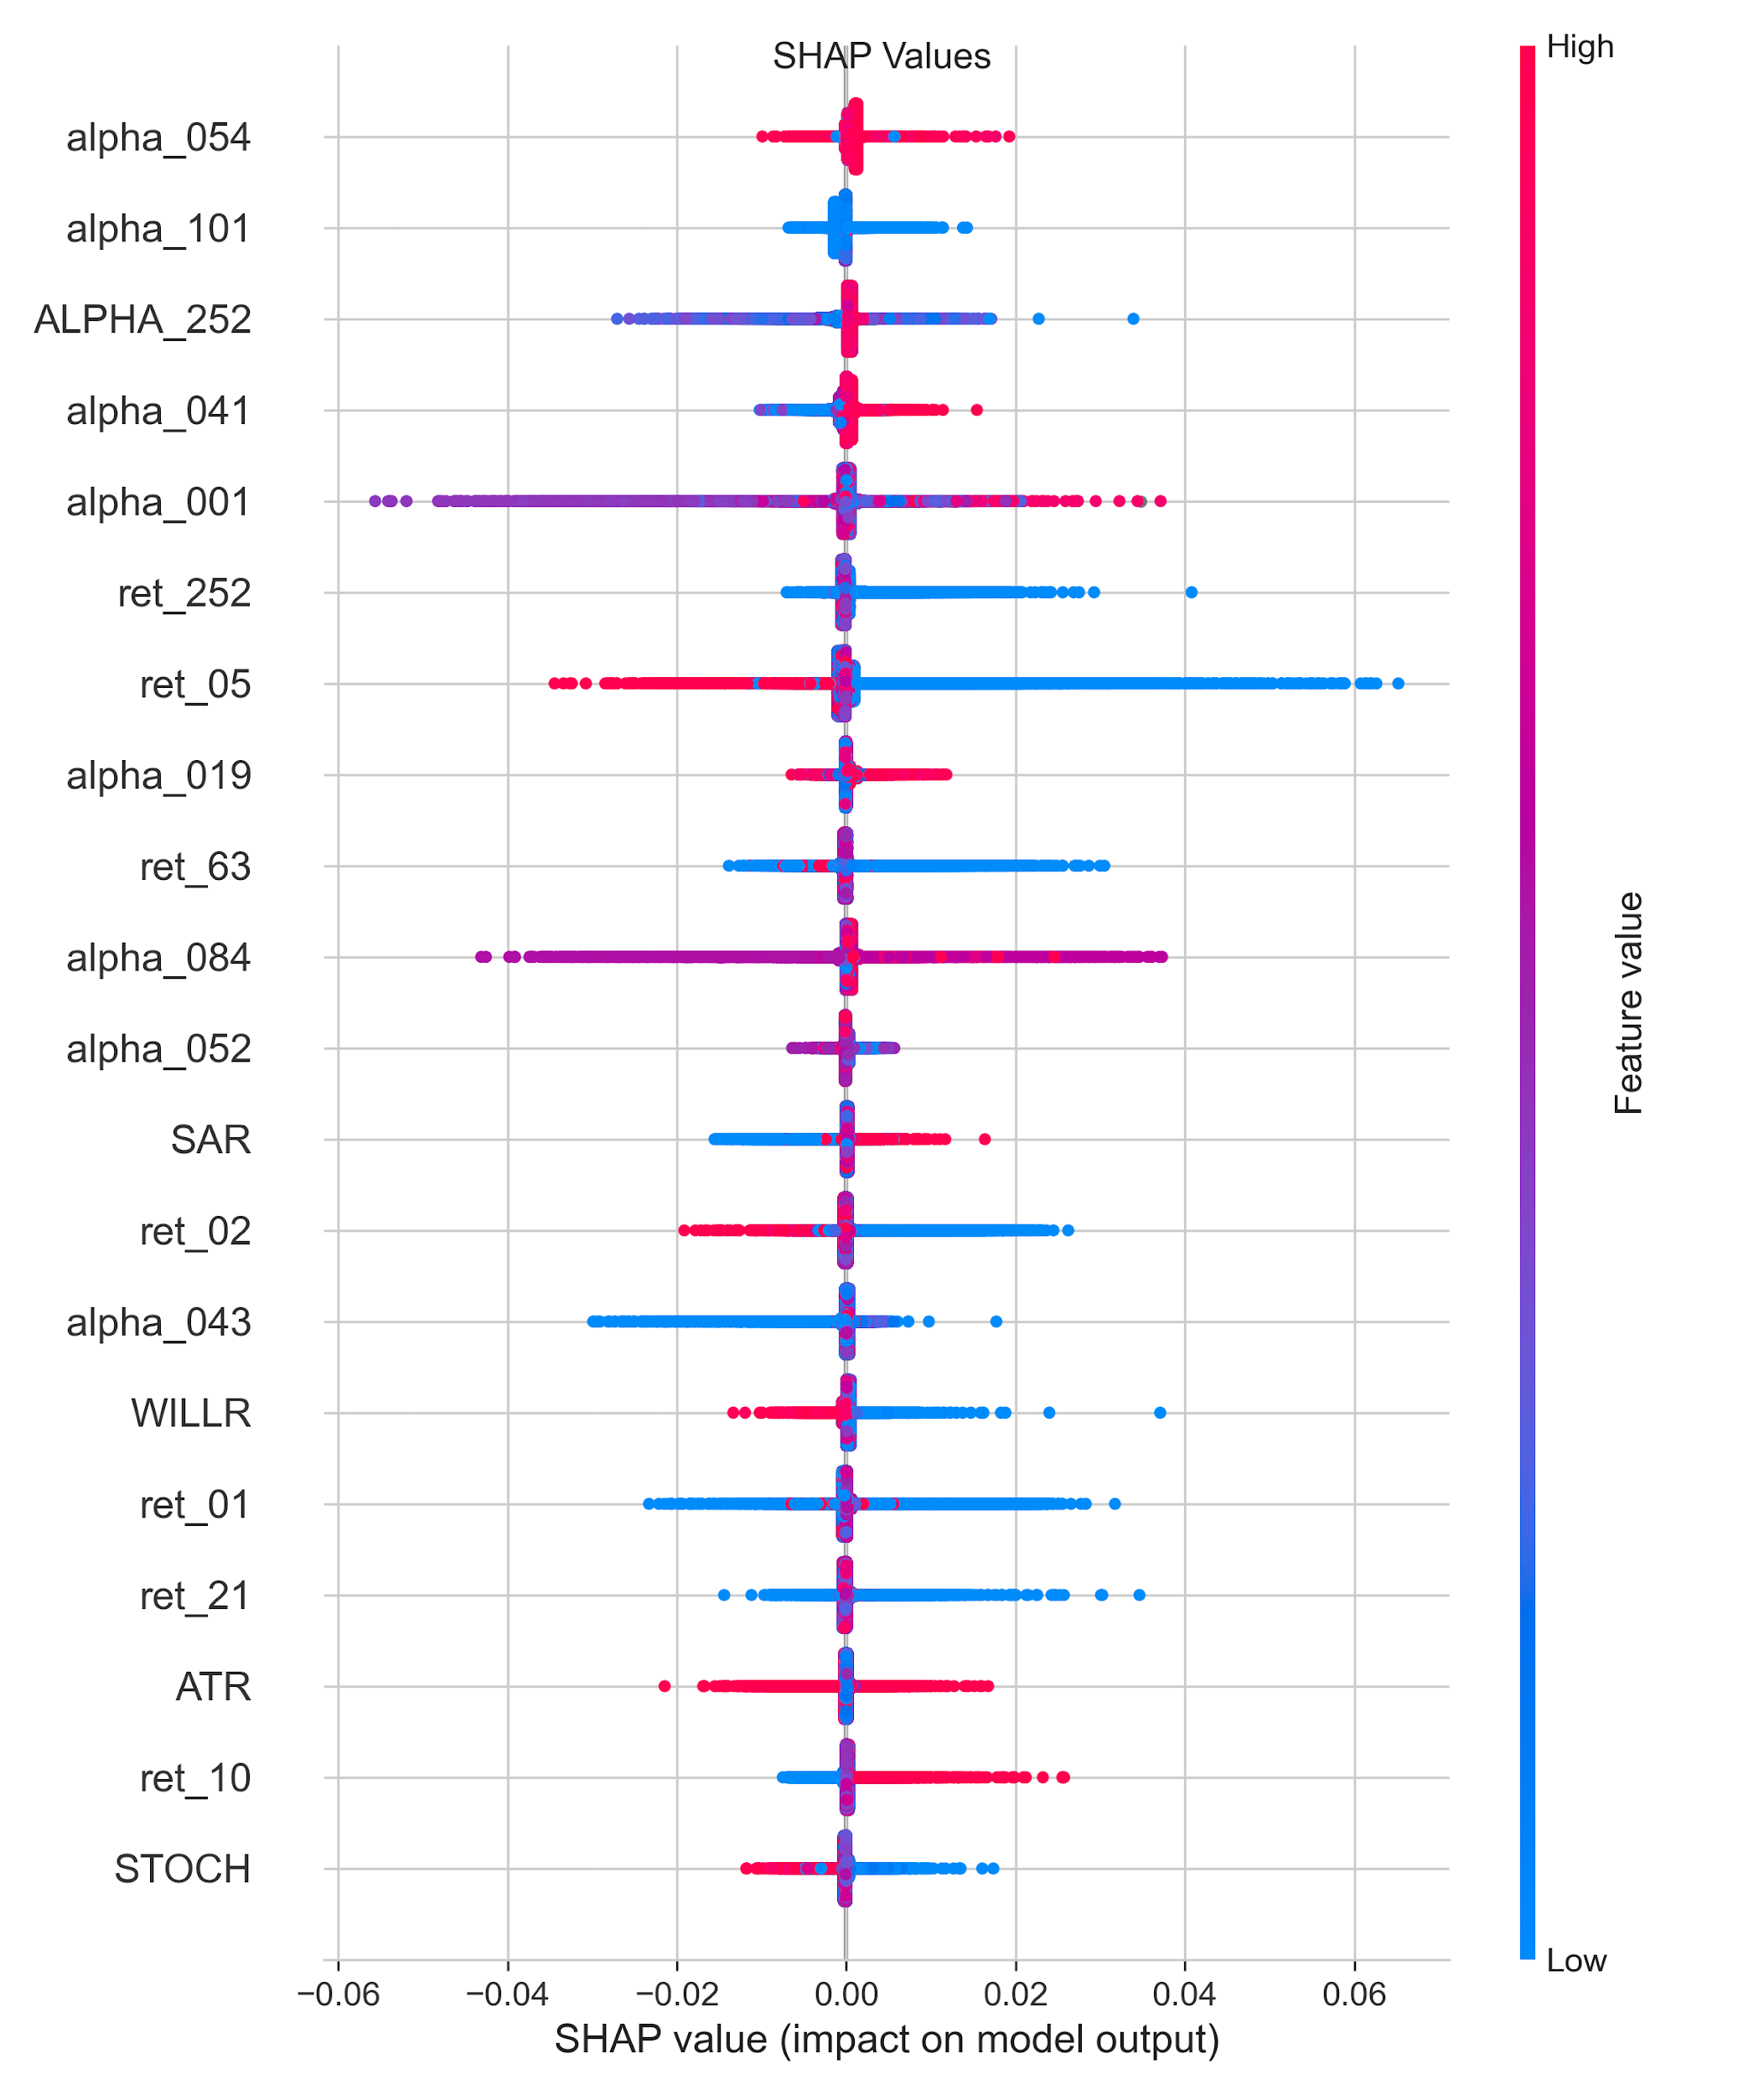 SHAP Values
High
alpha_054
alpha_101
ALPHA_252
alpha_041
alpha_001
ret_252
ret_05
alpha_019
ret_63
alpha_084
alpha_052
SAR
ret_02
alpha_043
WILLR
ret_01
ret_21
ATR
ret_10
STOCH
Feature value
Low
−0.06 −0.04 −0.02 0.00 0.02 0.04 0.06
SHAP value (impact on model output)